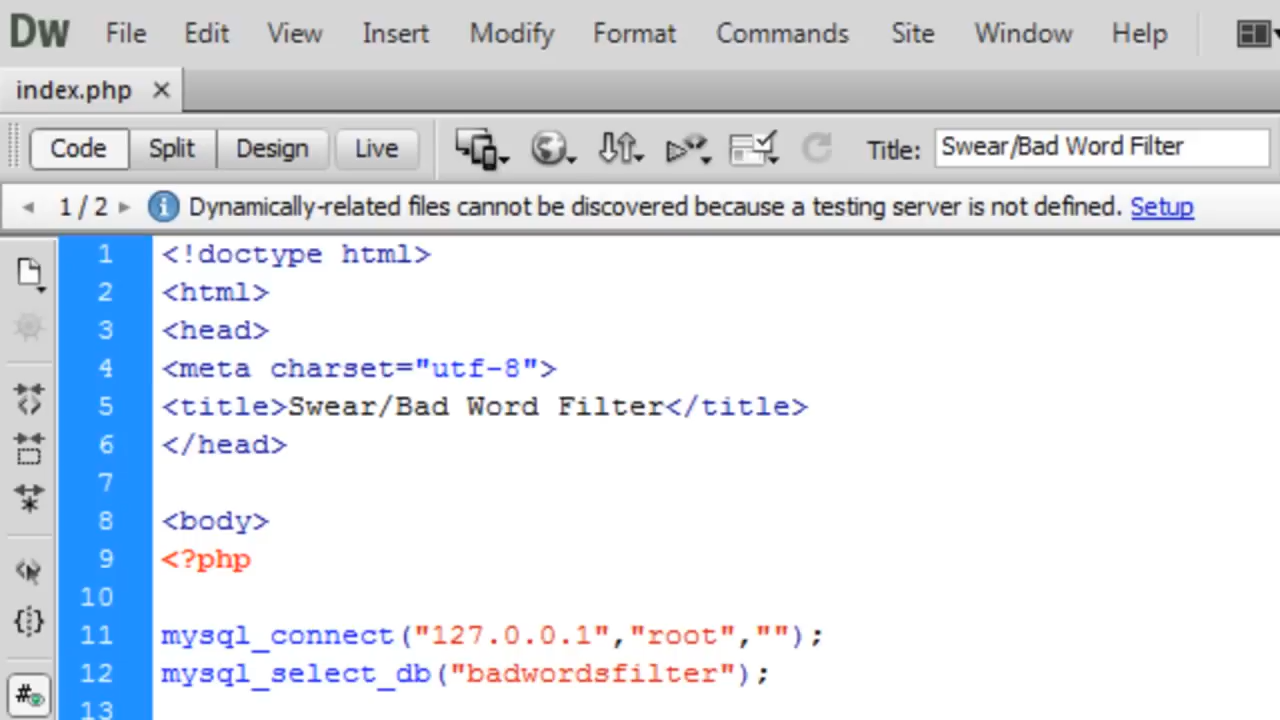 Dw File Edit View Insert Modify Format Commands Site Window Help
index.php
Code Split Design Live Title: Swear/Bad Word Filter
1 / 2 Dynamically-related files cannot be discovered because a testing server is not defined. Setup
1 <!doctype html>
2 <html>
3 <head>
4 <meta charset="utf-8">
5 <title>Swear/Bad Word Filter</title>
6 </head>
7
8 <body>
9 <?php
10
11 mysql_connect("127.0.0.1","root","");
12 mysql_select_db("badwordsfilter");
13